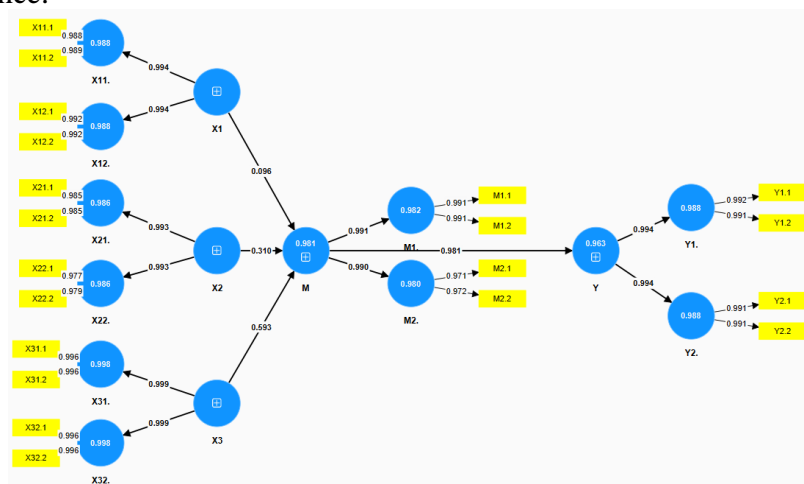 X11.1
0.988
X11.2
0.989
0.988
X11.
0.994
X12.1
0.992
X12.2
0.992
0.988
X12.
0.994
X1
0.096
X21.1
0.985
X21.2
0.985
0.986
X21.
0.993
X22.1
0.977
X22.2
0.979
0.986
X22.
0.993
X2
0.310
X31.1
0.996
X31.2
0.996
0.998
X31.
0.999
X32.1
0.996
X32.2
0.996
0.998
X32.
0.999
X3
0.593
0.981
M
0.991
0.982
M1.
0.991
M1.1
0.991
M1.2
0.990
0.980
M2.
0.971
M2.1
0.972
M2.2
0.981
0.963
Y
0.994
0.988
Y1.
0.992
Y1.1
0.991
Y1.2
0.994
0.988
Y2.
0.991
Y2.1
0.991
Y2.2